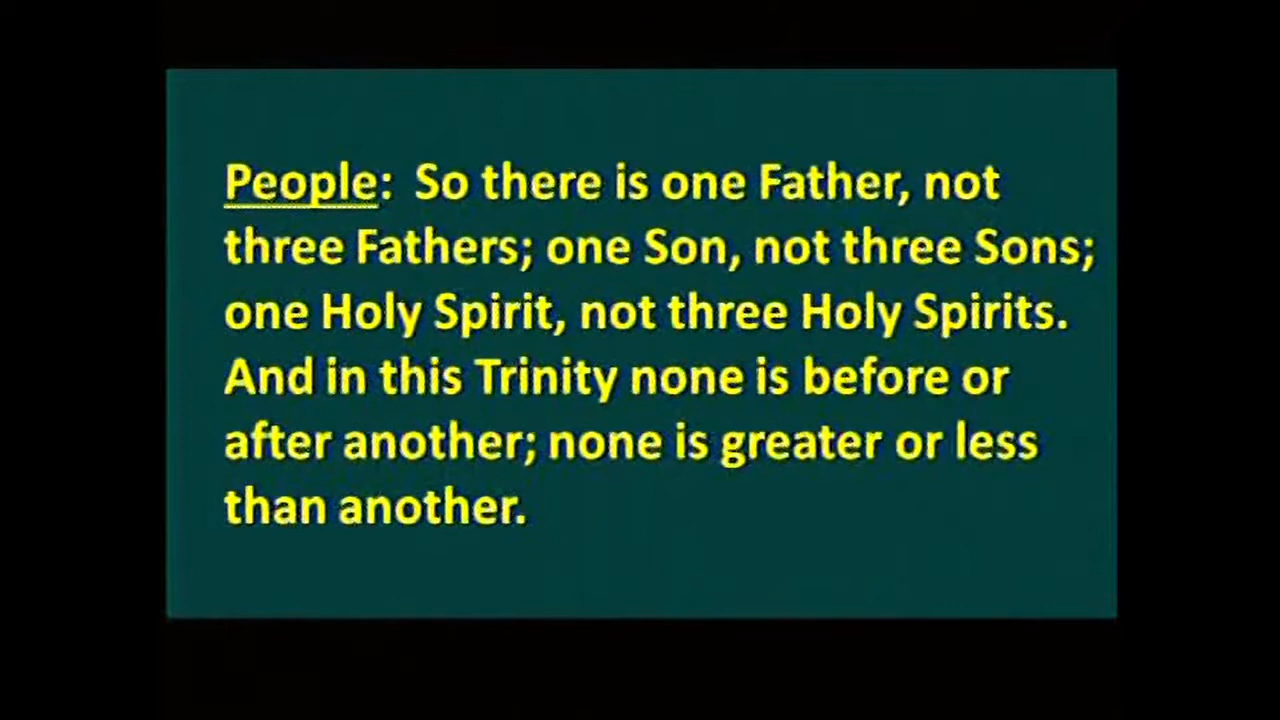 People:  So there is one Father, not
three Fathers; one Son, not three Sons;
one Holy Spirit, not three Holy Spirits.
And in this Trinity none is before or
after another; none is greater or less
than another.